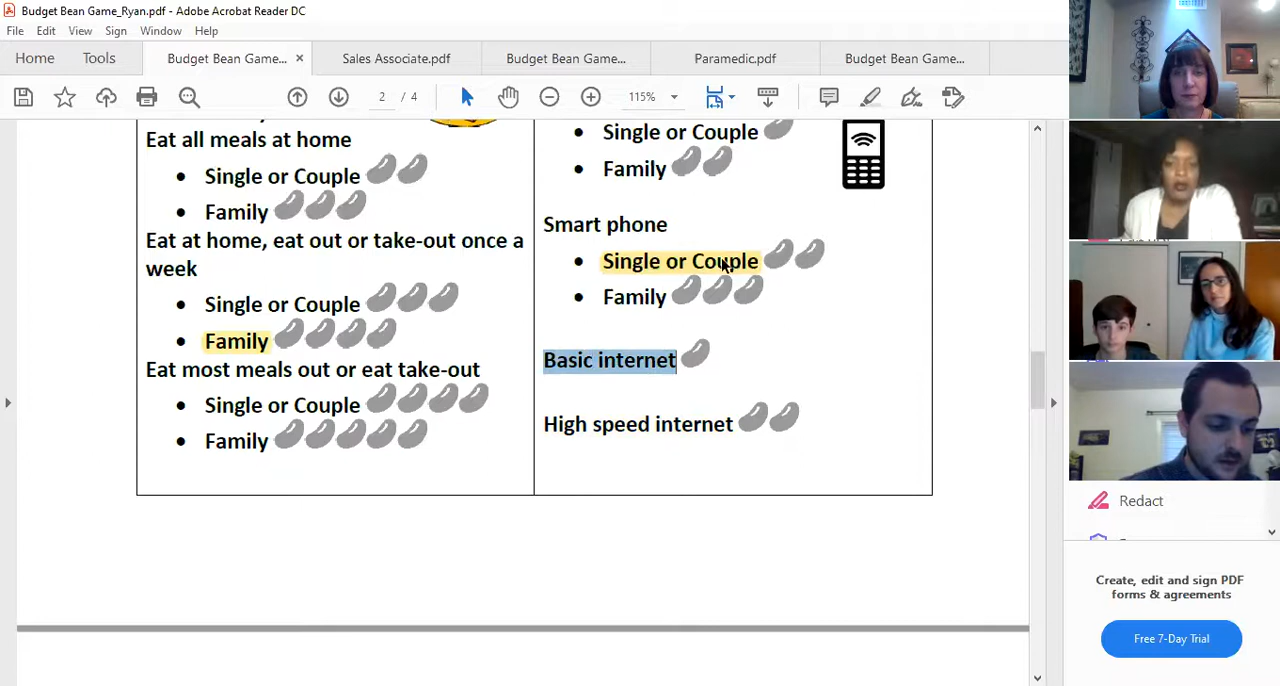 Budget Bean Game_Ryan.pdf - Adobe Acrobat Reader DC
File Edit View Sign Window Help
Home Tools Budget Bean Game... × Sales Associate.pdf Budget Bean Game... Paramedic.pdf Budget Bean Game...
2 / 4 115%
Eat all meals at home
• Single or Couple
• Family
Eat at home, eat out or take-out once a
week
• Single or Couple
• Family
Eat most meals out or eat take-out
• Single or Couple
• Family
• Single or Couple
• Family
Smart phone
• Single or Couple
• Family
Basic internet
High speed internet
Redact
Create, edit and sign PDF
forms & agreements
Free 7-Day Trial